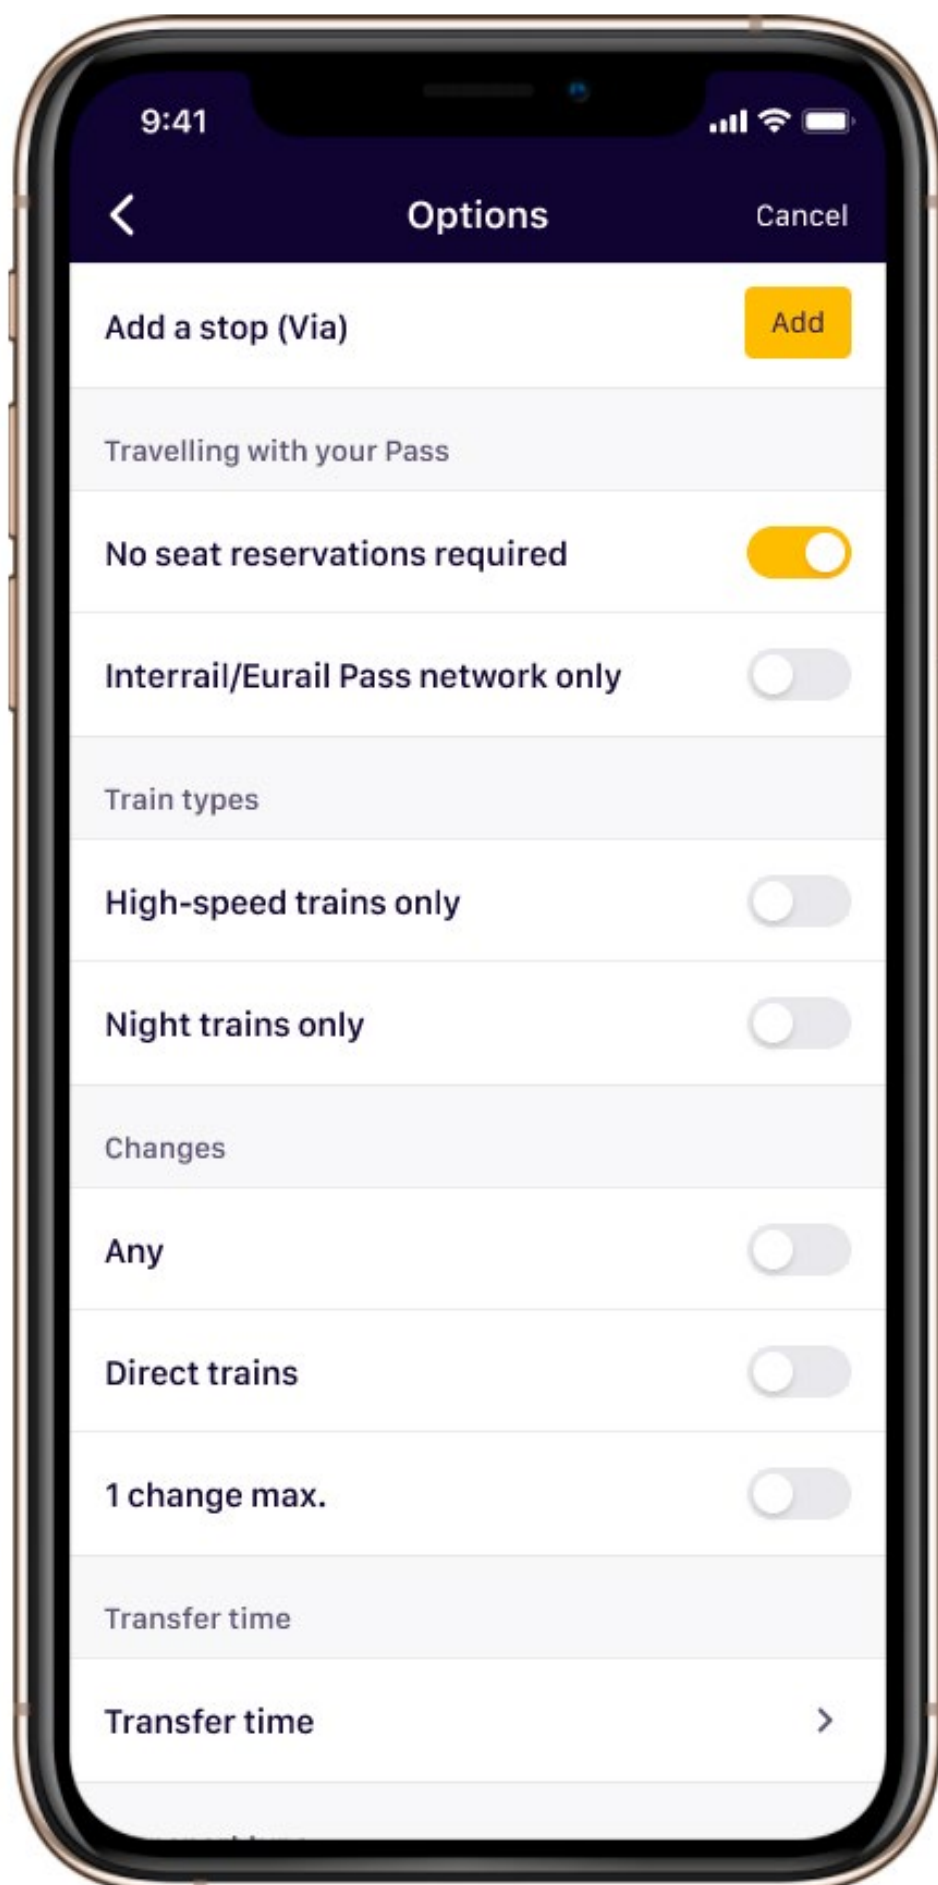 9:41
Options
Cancel
Add a stop (Via)
Add
Travelling with your Pass
No seat reservations required
Interrail/Eurail Pass network only
Train types
High-speed trains only
Night trains only
Changes
Any
Direct trains
1 change max.
Transfer time
Transfer time